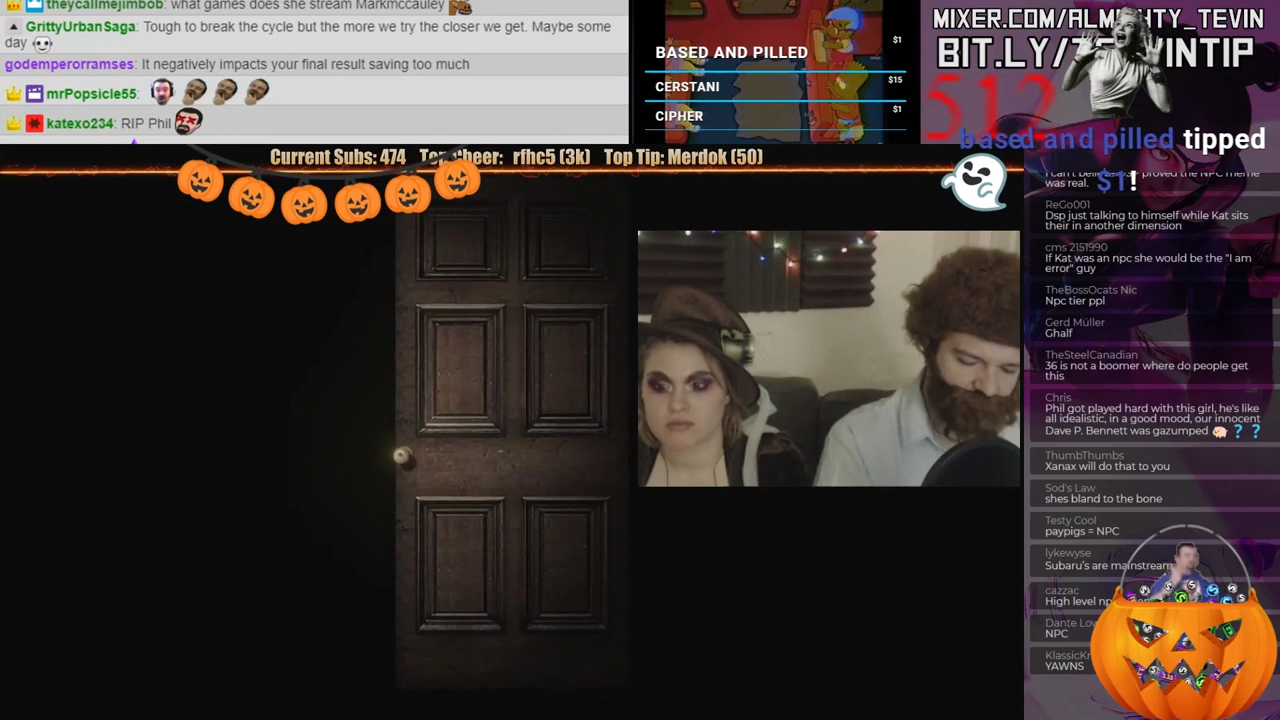 theycallmejimbob: what games does she stream Markmccauley
GrittyUrbanSaga: Tough to break the cycle but the more we try the closer we get. Maybe some
day
godemperorramses: It negatively impacts your final result saving too much
mrPopsicle55:
katexo234: RIP Phil
BASED AND PILLED $1
CERSTANI $15
CIPHER $1
MIXER.COM/ALMIGHTY_TEVIN
512
based and pilled tipped
$1!
Current Subs: 474 Top Cheer: rfhc5 (3k) Top Tip: Merdok (50)
proved the NPC meme
was real.
ReGo001
Dsp just talking to himself while Kat sits
their in another dimension
cms 2151990
If Kat was an npc she would be the "I am
error" guy
TheBossOcats Nic
Npc tier ppl
Gerd Müller
Ghalf
TheSteelCanadian
36 is not a boomer where do people get
this
Chris
Phil got played hard with this girl, he's like
all idealistic, in a good mood, our innocent
Dave P. Bennett was gazumped
ThumbThumbs
Xanax will do that to you
Sod's Law
shes bland to the bone
Testy Cool
paypigs = NPC
lykewyse
Subaru's are mainstream
cazzac
High level
Dante
NPC
YAWNS